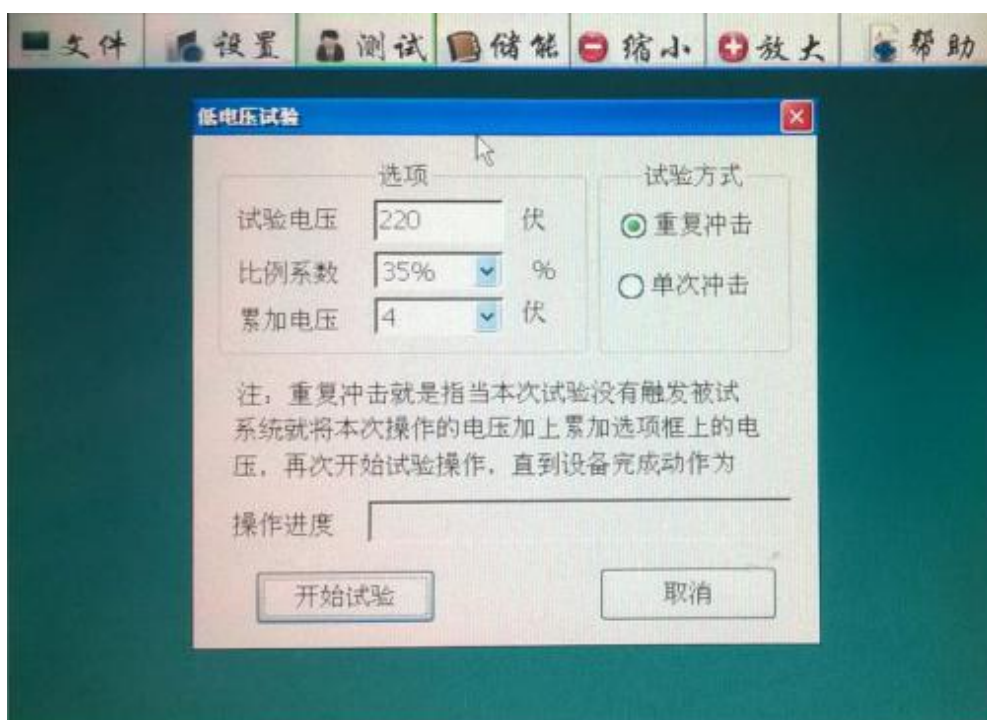 文件 设置 测试 储能 缩小 放大 帮助
低电压试验
选项
试验电压 220 伏
比例系数 35% %
累加电压 4 伏
试验方式
重复冲击
单次冲击
注：重复冲击就是指当本次试验没有触发被试
系统就将本次操作的电压加上累加选项框上的电
压，再次开始试验操作，直到设备完成动作为
操作进度
开始试验 取消